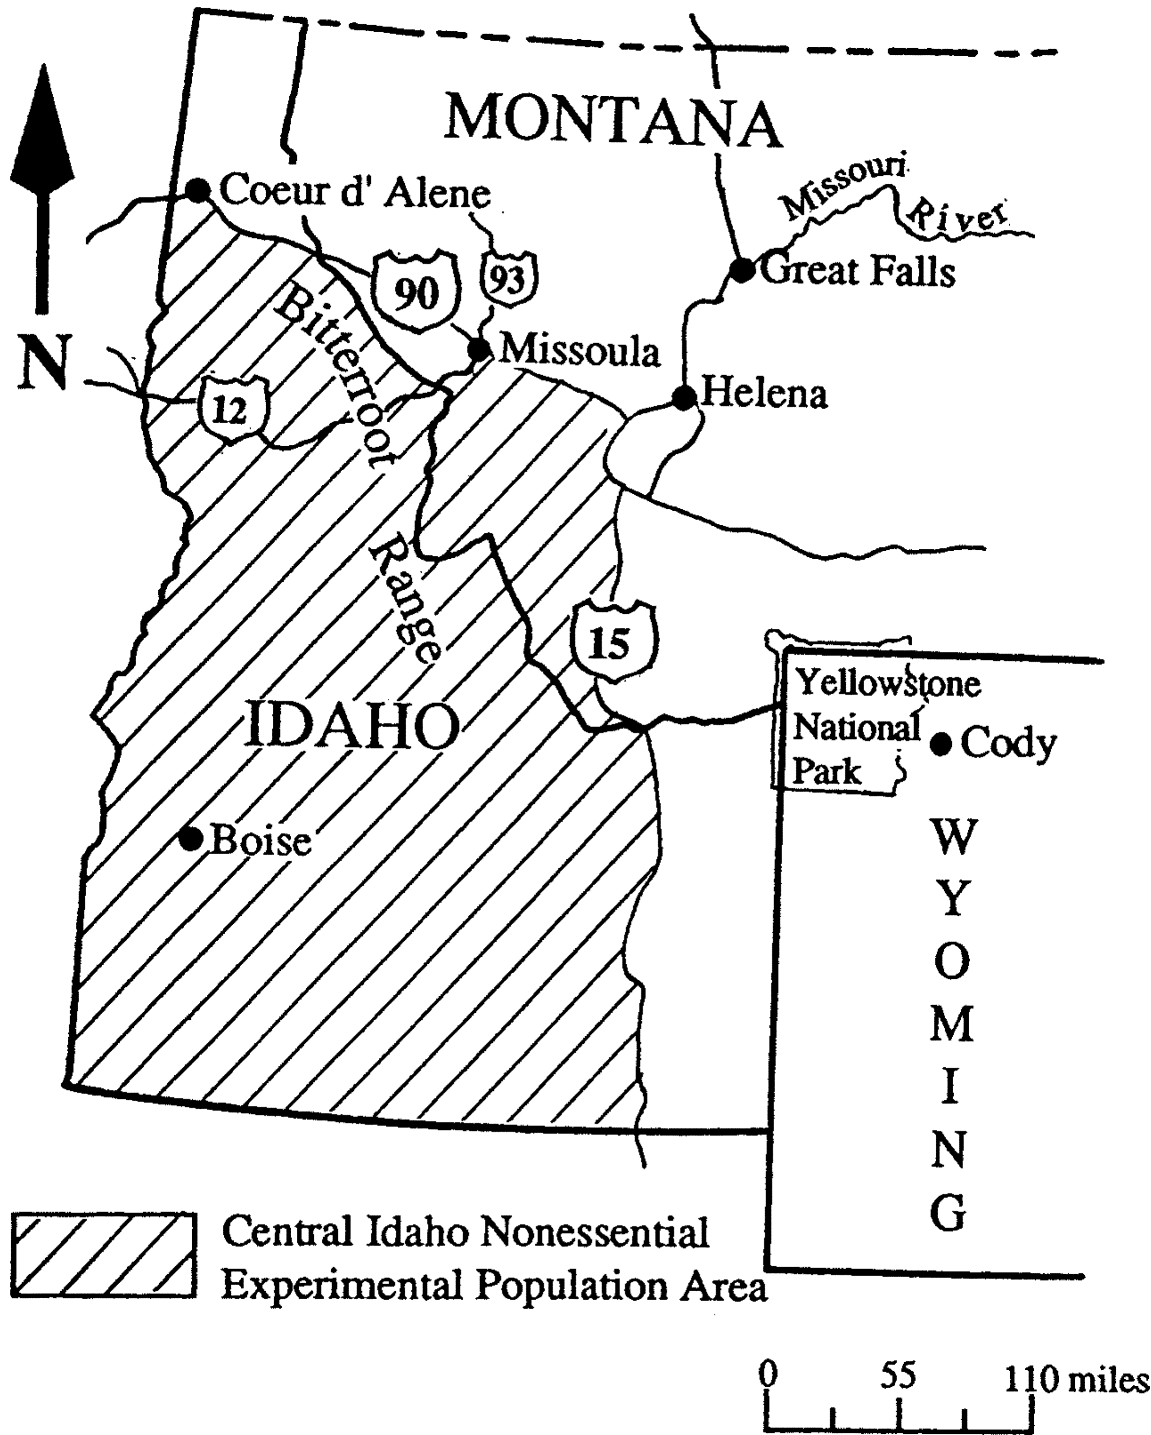 MONTANA
Missouri
River
Coeur d' Alene
90
93
Great Falls
Bitterroot
Missoula
N
12
Helena
Range
15
Yellowstone
National
Park
Cody
IDAHO
Boise
WYOMING
Central Idaho Nonessential
Experimental Population Area
0 55 110 miles